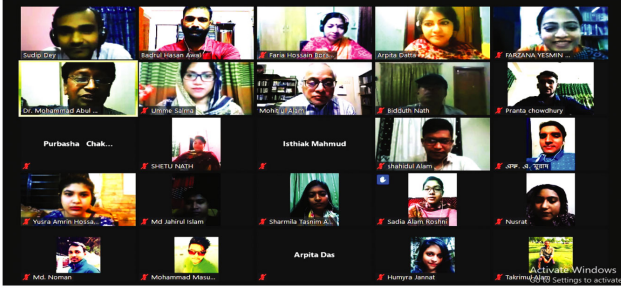 Sudip Dey
Badrul Hasan Awal
Faria Hossain Bors...
Arpita Datta
FARZANA YESMIN ...
Dr. Mohammad Abul ...
Umme Salma
Mohit Ul Alam
Bidduth Nath
Pranta chowdhury
Purbasha Chak...
SHETU NATH
Isthiak Mahmud
shahidul Alam
Yusra Amrin Hossa...
Md Jahirul Islam
Sharmila Tasnim A...
Sadia Alam Roshni
Nusrat
Md. Noman
Mohammad Masu...
Arpita Das
Humyra Jannat
Takrimul Alam
Activate Windows
Go to Settings to activate